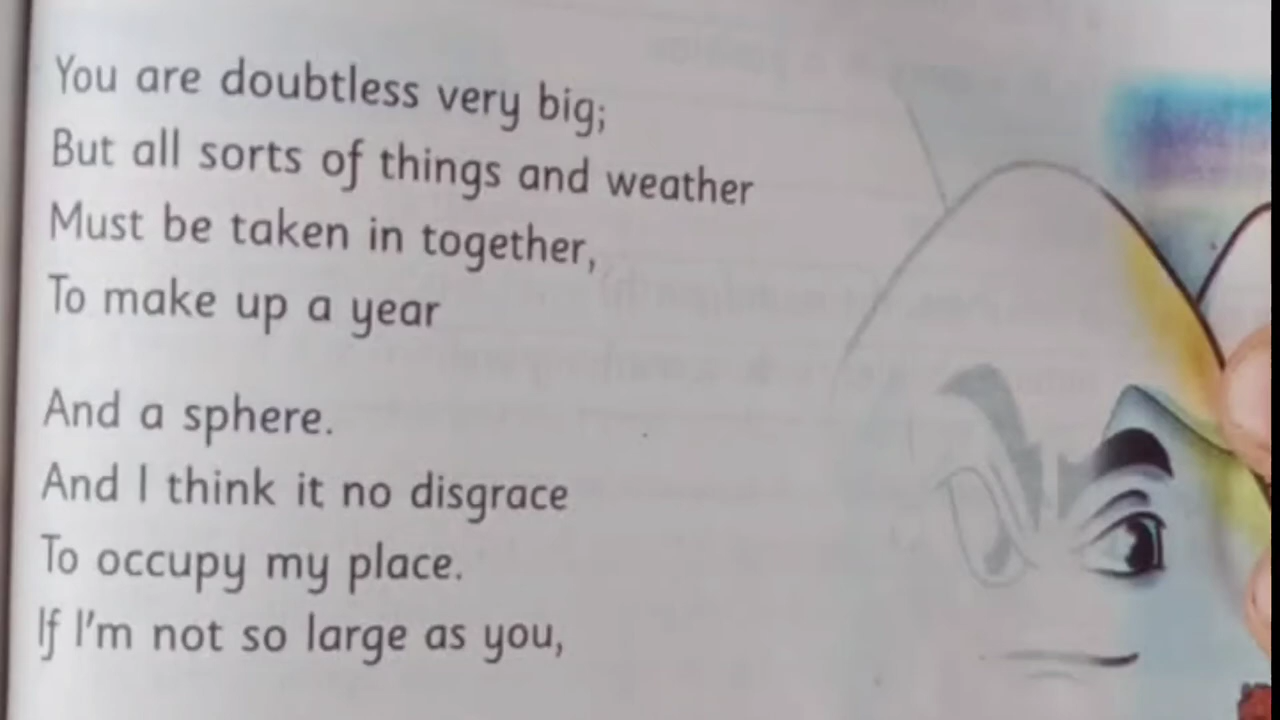 You are doubtless very big;
But all sorts of things and weather
Must be taken in together,
To make up a year
And a sphere.
And I think it no disgrace
To occupy my place.
If I'm not so large as you,